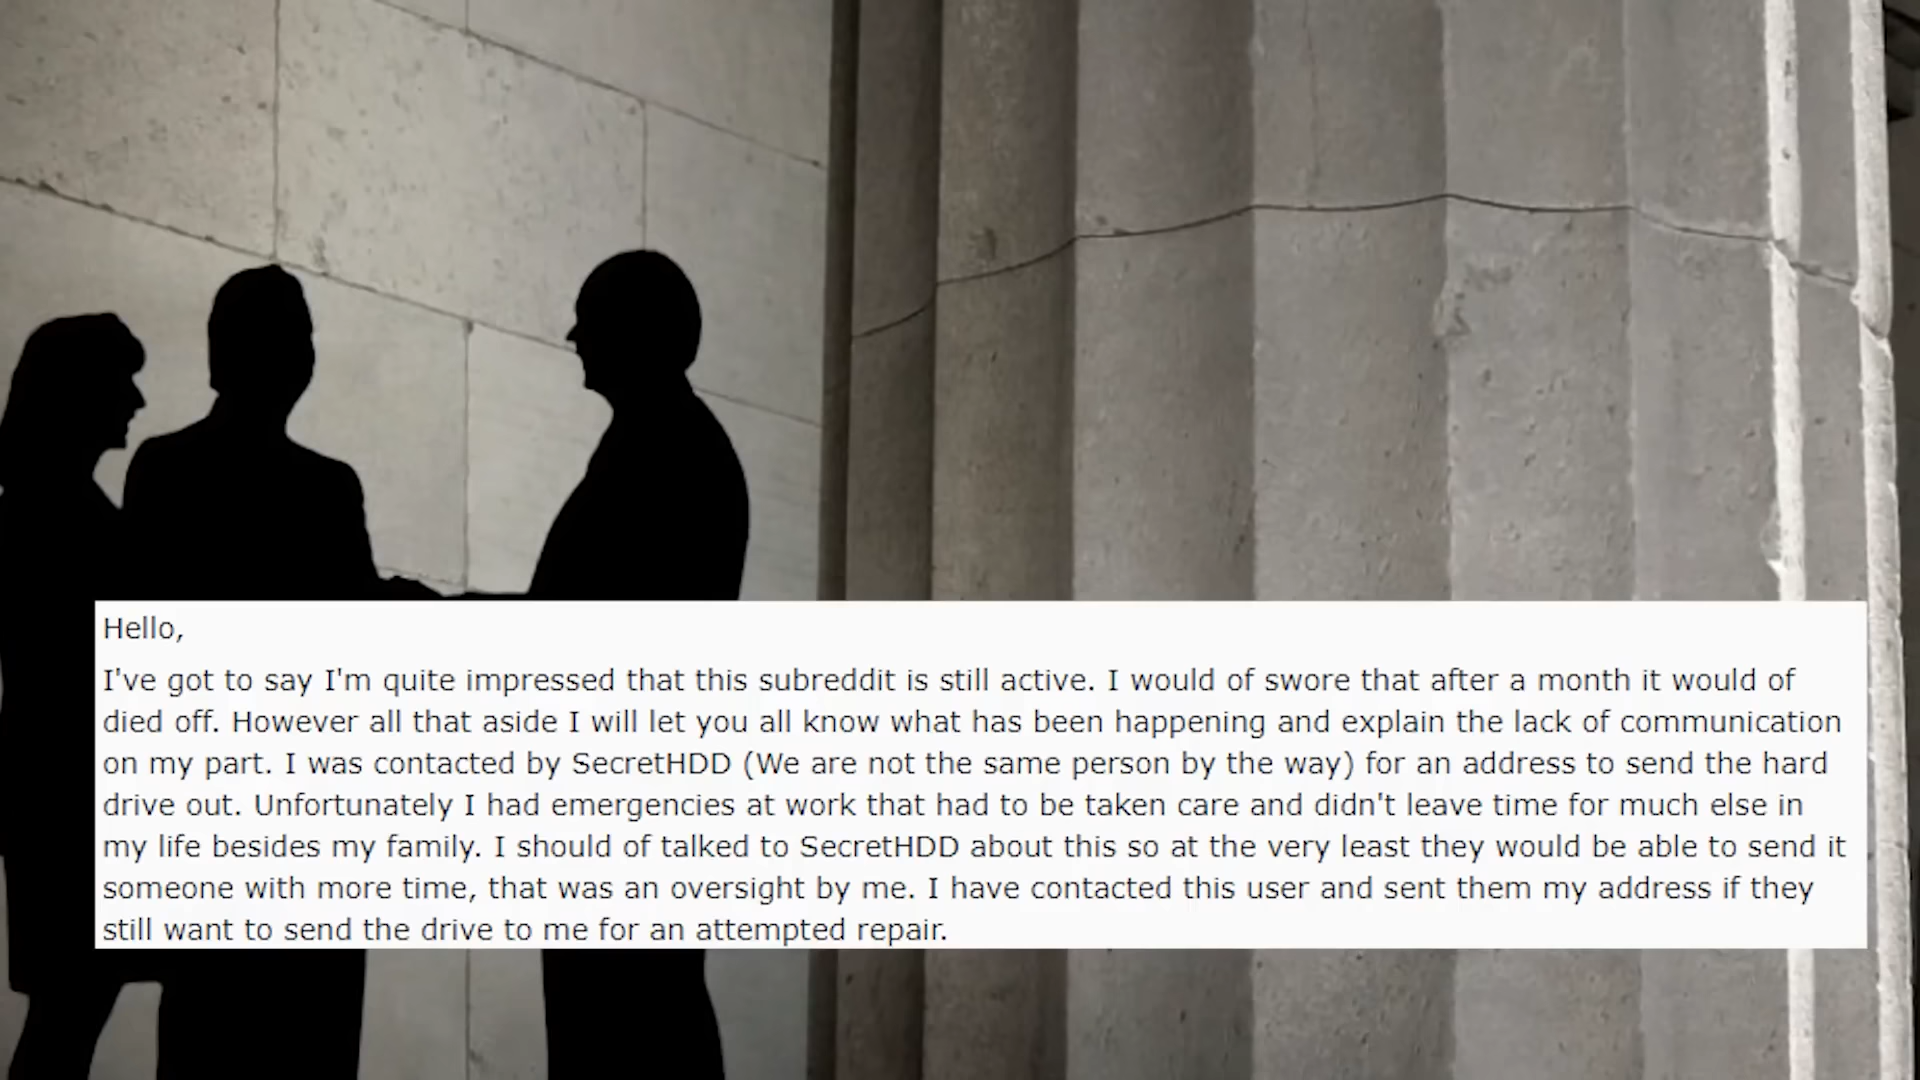 Hello,
I've got to say I'm quite impressed that this subreddit is still active. I would of swore that after a month it would of
died off. However all that aside I will let you all know what has been happening and explain the lack of communication
on my part. I was contacted by SecretHDD (We are not the same person by the way) for an address to send the hard
drive out. Unfortunately I had emergencies at work that had to be taken care and didn't leave time for much else in
my life besides my family. I should of talked to SecretHDD about this so at the very least they would be able to send it
someone with more time, that was an oversight by me. I have contacted this user and sent them my address if they
still want to send the drive to me for an attempted repair.